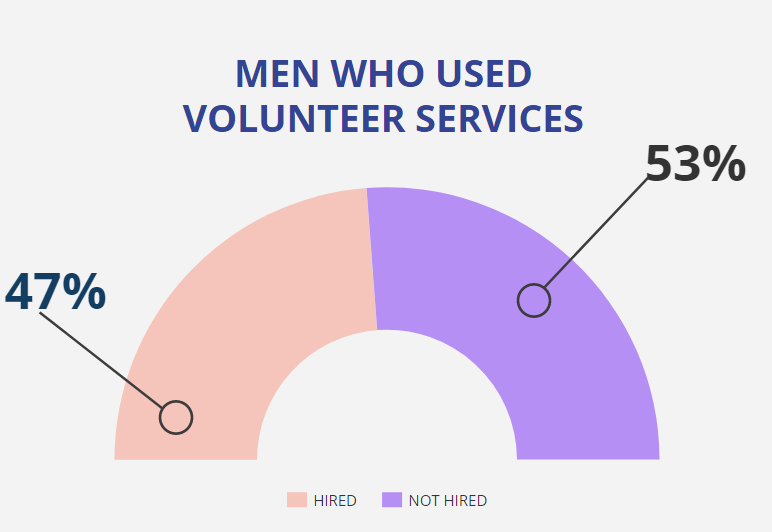 MEN WHO USED
VOLUNTEER SERVICES
53%
47%
HIRED
NOT HIRED